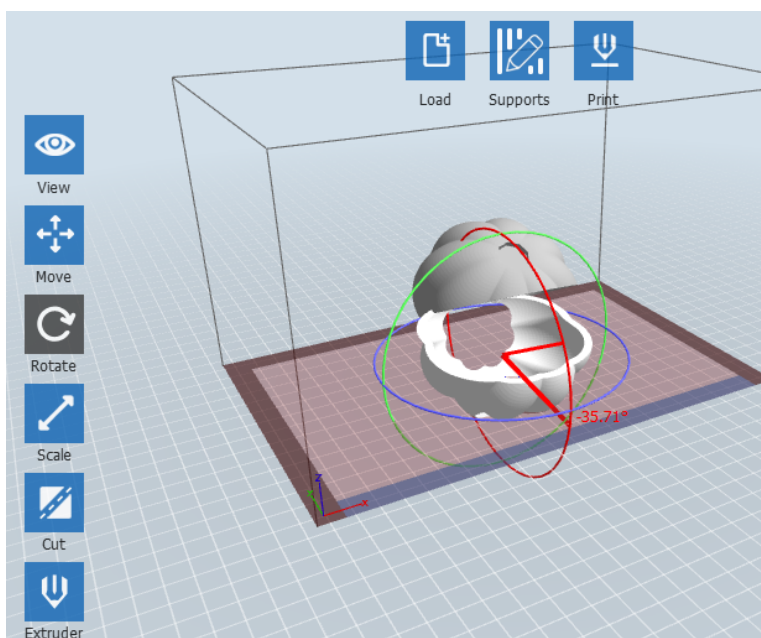 Load
Supports
Print
View
Move
Rotate
Scale
Cut
Extruder
-35.71°
z
x